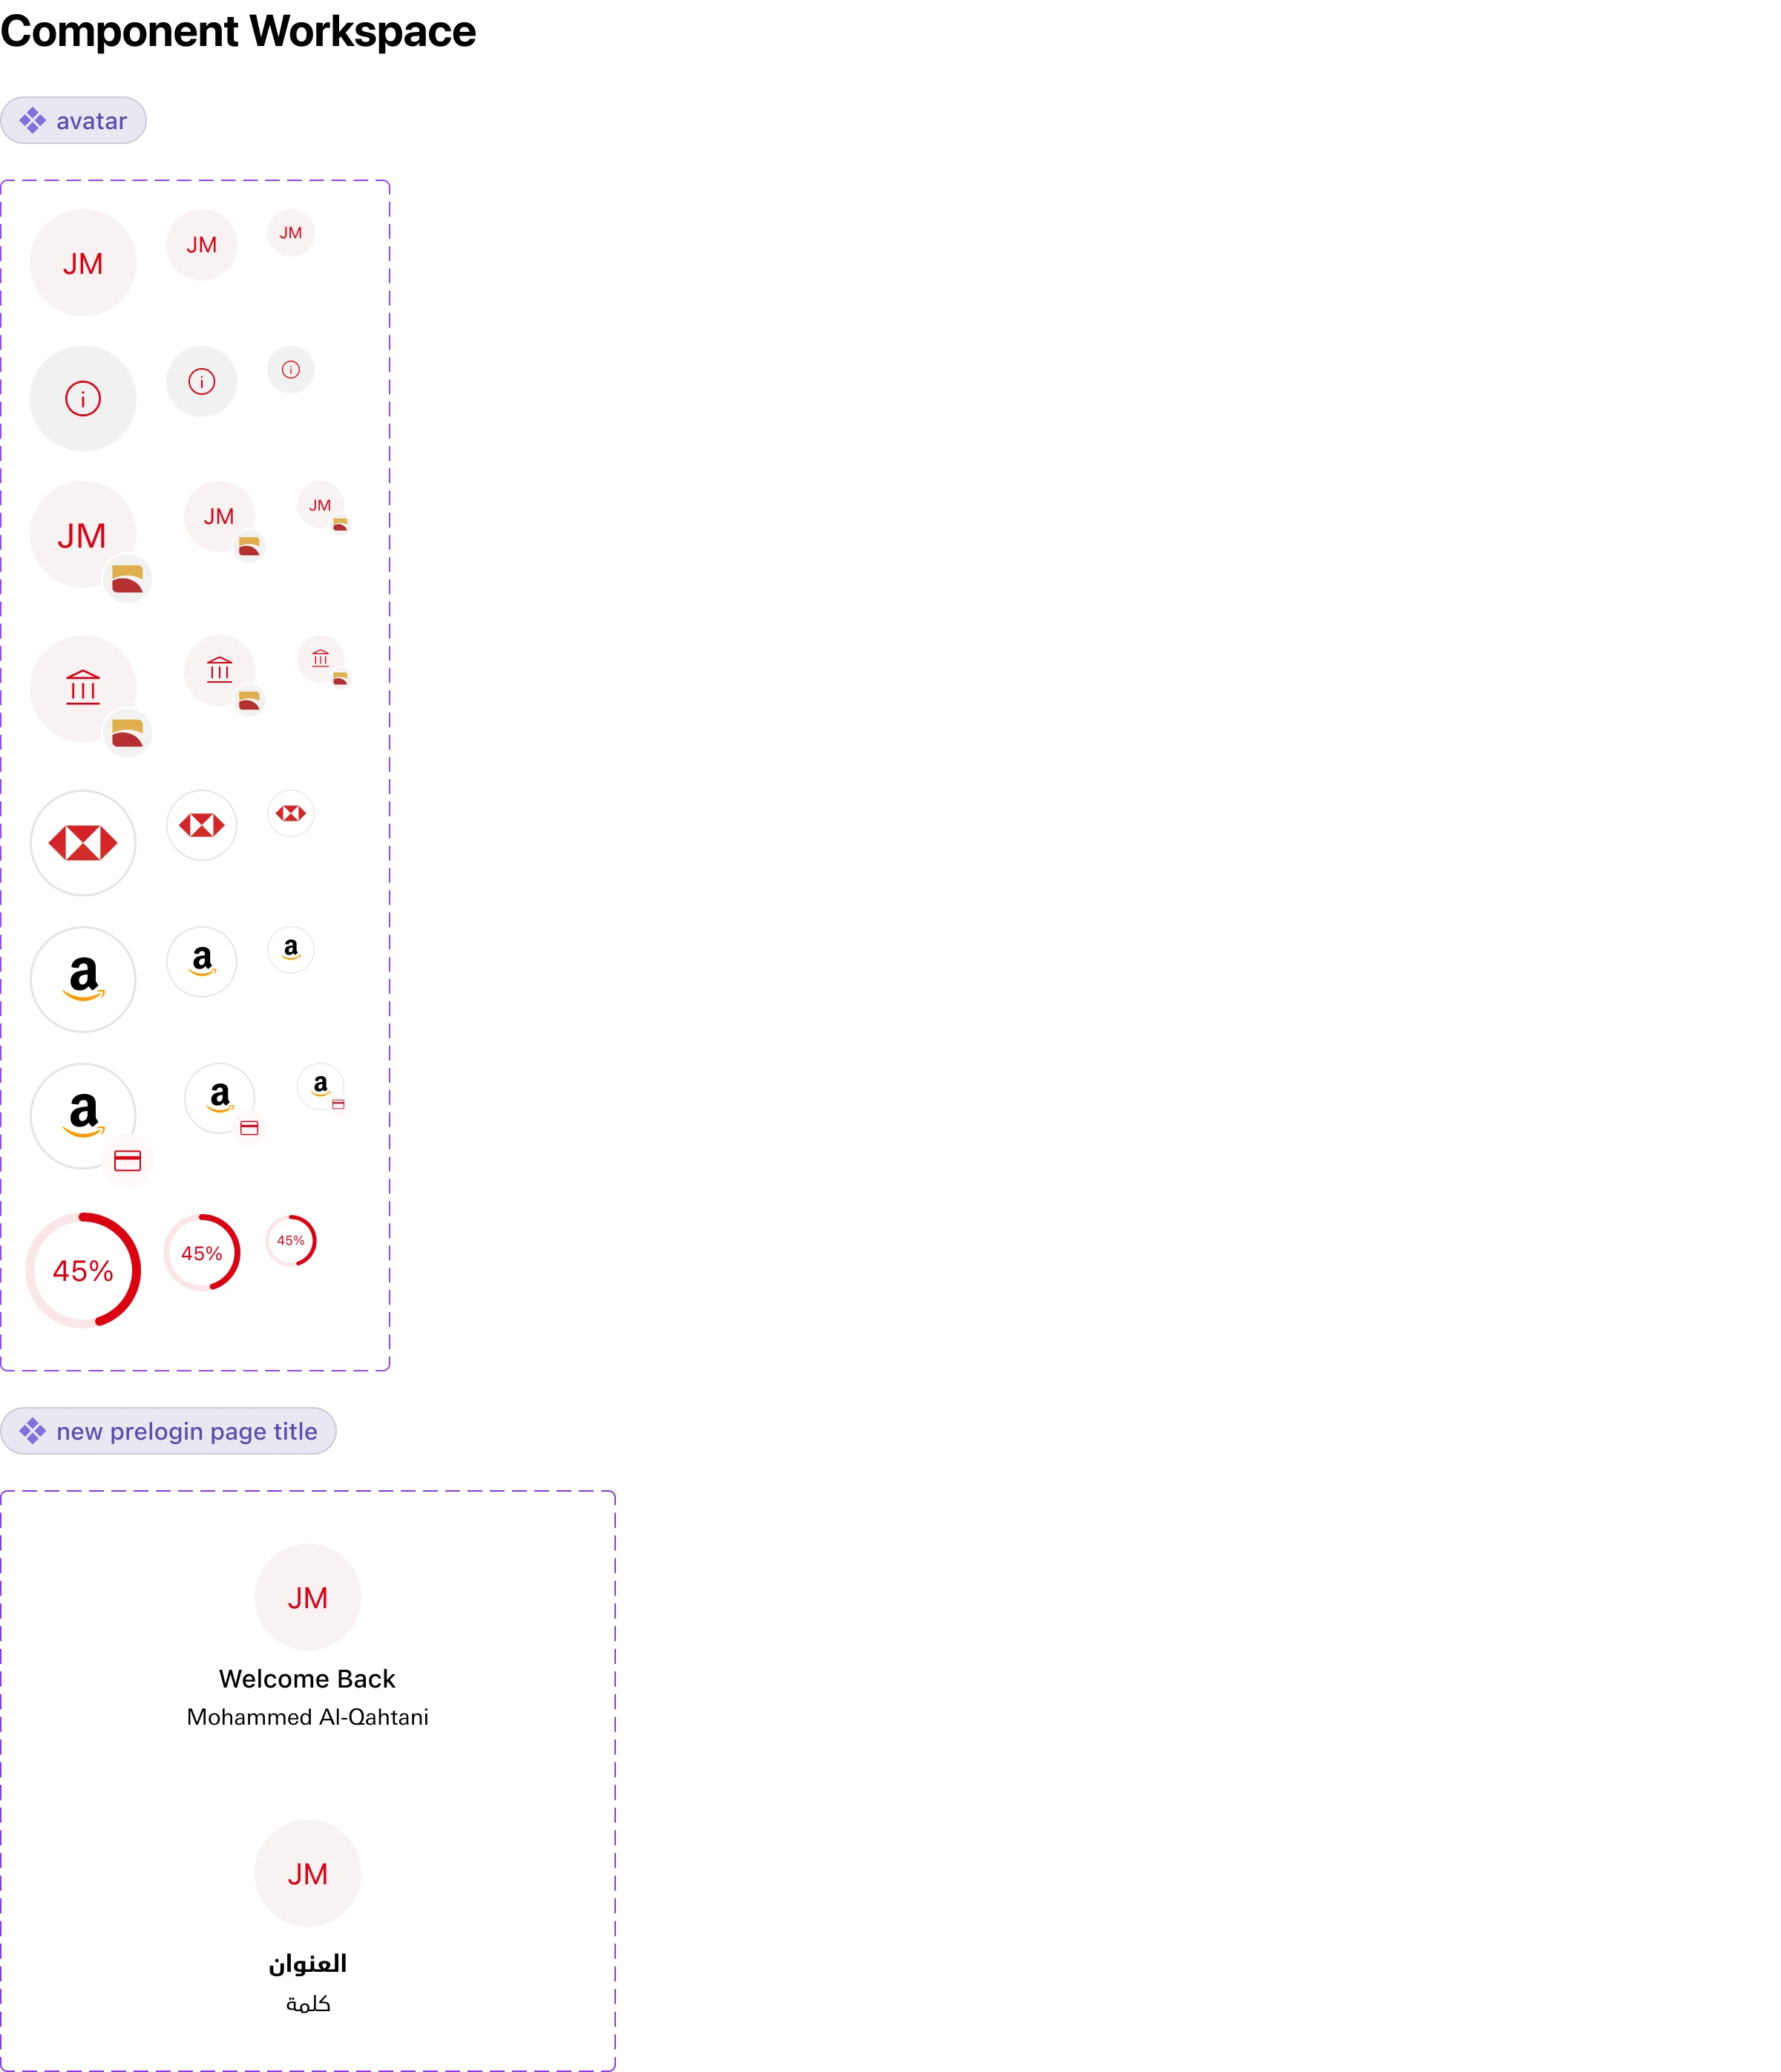 Component Workspace
avatar
JM JM JM
JM JM JM
a a a
a a a
45% 45% 45%
new prelogin page title
JM
Welcome Back
Mohammed Al-Qahtani
JM
العنوان
كلمة